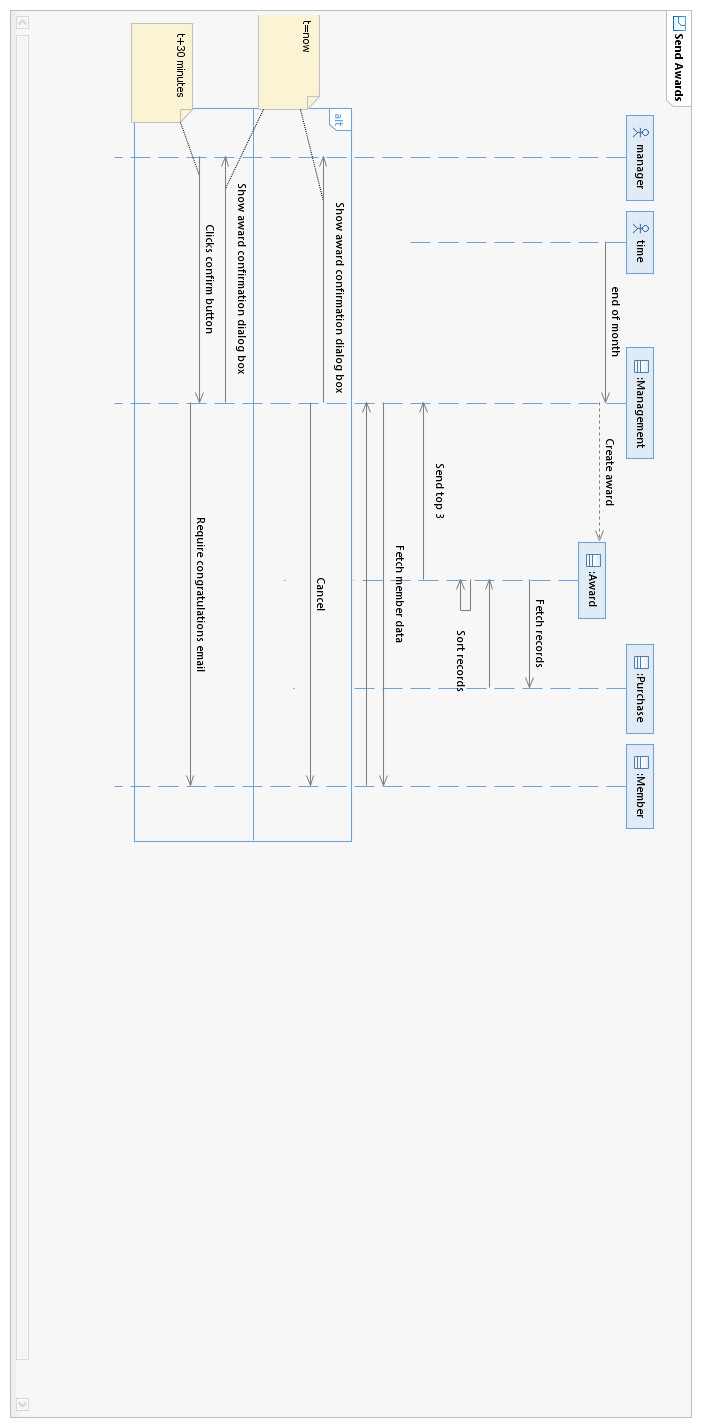 Send Awards
manager
time
:Management
:Award
:Purchase
:Member
end of month
Create award
Fetch records
Sort records
Send top 3
Fetch member data
alt
t=now
Show award confirmation dialog box
Cancel
Show award confirmation dialog box
t+30 minutes
Clicks confirm button
Require congratulations email